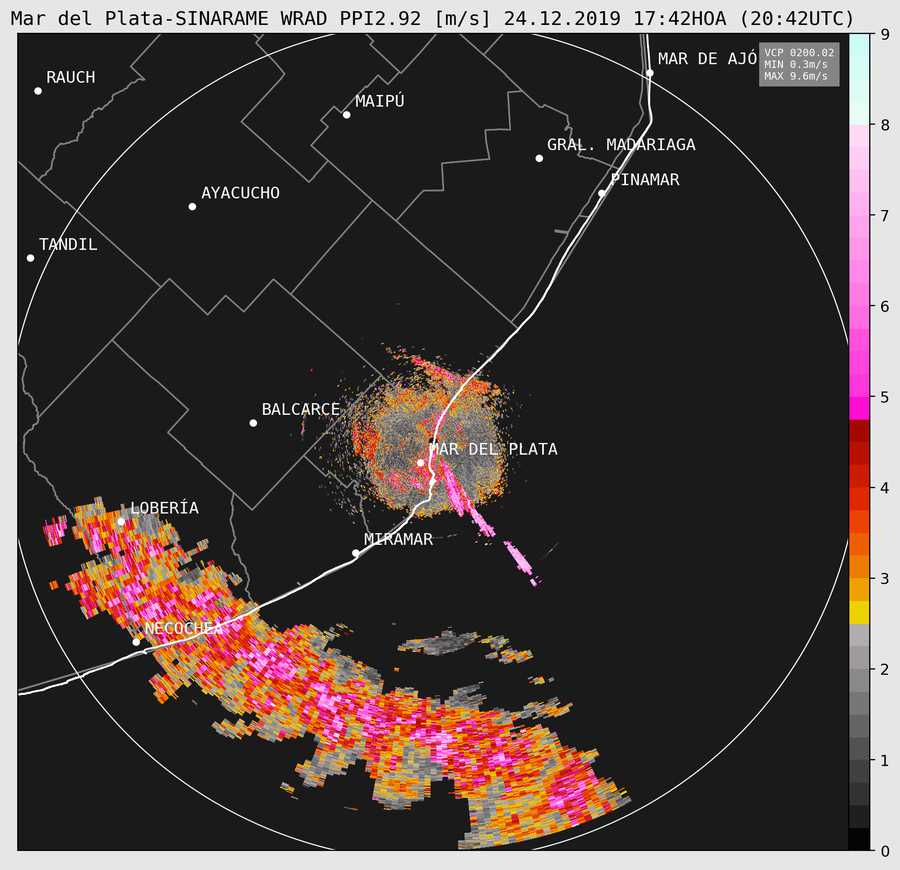 Mar del Plata-SINARAME WRAD PPI2.92 [m/s] 24.12.2019 17:42HOA (20:42UTC)
9
MAR DE AJÓ
VCP 0200.02
MIN 0.3m/s
MAX 9.6m/s
RAUCH
MAIPÚ
8
GRAL. MADARIAGA
PINAMAR
AYACUCHO
7
TANDIL
6
5
BALCARCE
MAR DEL PLATA
4
LOBERÍA
MIRAMAR
3
NECOCHEA
2
1
0